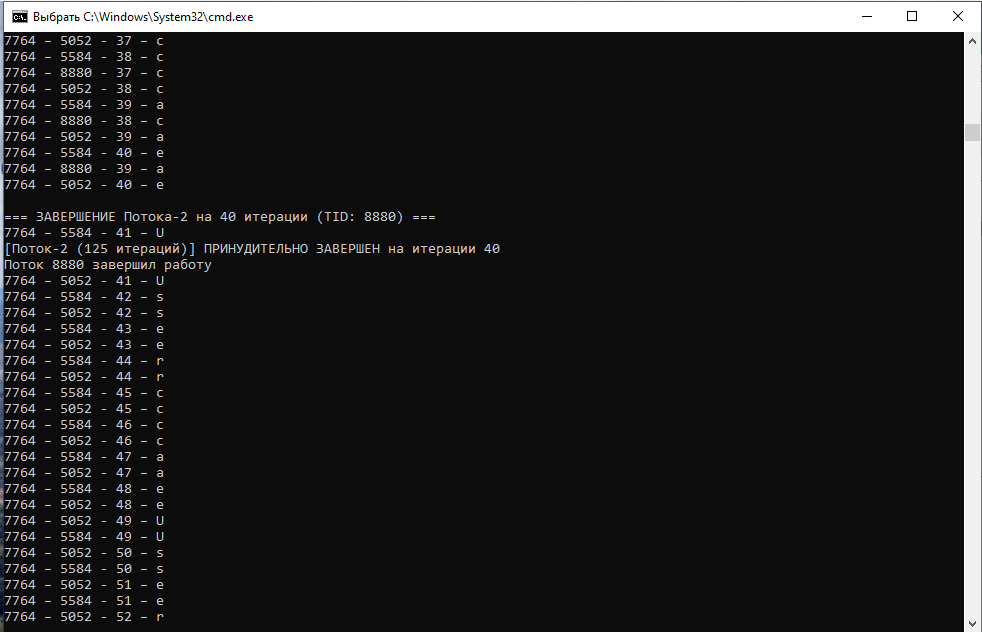 Выбрать C:\Windows\System32\cmd.exe
7764 – 5052 - 37 – c
7764 – 5584 - 38 – c
7764 – 8880 - 37 – c
7764 – 5052 - 38 – c
7764 – 5584 - 39 – a
7764 – 8880 - 38 – c
7764 – 5052 - 39 – a
7764 – 5584 - 40 – e
7764 – 8880 - 39 – a
7764 – 5052 - 40 – e
=== ЗАВЕРШЕНИЕ Потока-2 на 40 итерации (TID: 8880) ===
7764 – 5584 - 41 – U
[Поток-2 (125 итераций)] ПРИНУДИТЕЛЬНО ЗАВЕРШЕН на итерации 40
Поток 8880 завершил работу
7764 – 5052 - 41 – U
7764 – 5584 - 42 – s
7764 – 5052 - 42 – s
7764 – 5584 - 43 – e
7764 – 5052 - 43 – e
7764 – 5584 - 44 – r
7764 – 5052 - 44 – r
7764 – 5584 - 45 – c
7764 – 5052 - 45 – c
7764 – 5584 - 46 – c
7764 – 5052 - 46 – c
7764 – 5584 - 47 – a
7764 – 5052 - 47 – a
7764 – 5584 - 48 – e
7764 – 5052 - 48 – e
7764 – 5052 - 49 – U
7764 – 5584 - 49 – U
7764 – 5052 - 50 – s
7764 – 5584 - 50 – s
7764 – 5052 - 51 – e
7764 – 5584 - 51 – e
7764 – 5052 - 52 – r